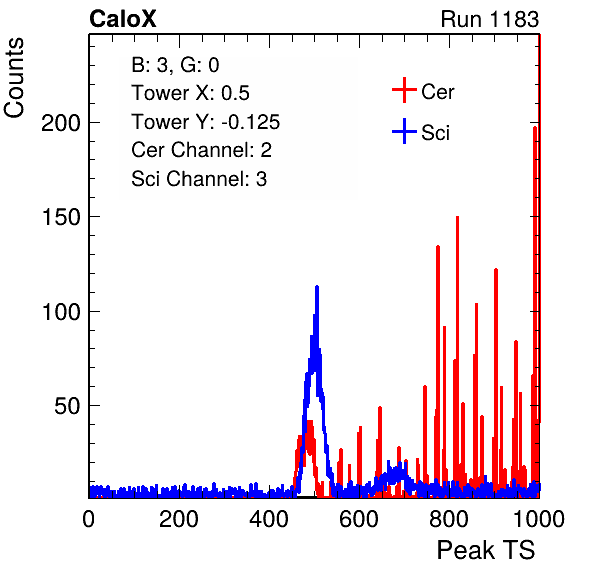 CaloX Run 1183
Counts
B: 3, G: 0
Tower X: 0.5
Tower Y: -0.125
Cer Channel: 2
Sci Channel: 3
Cer
Sci
200
150
100
50
0 200 400 600 800 1000
Peak TS